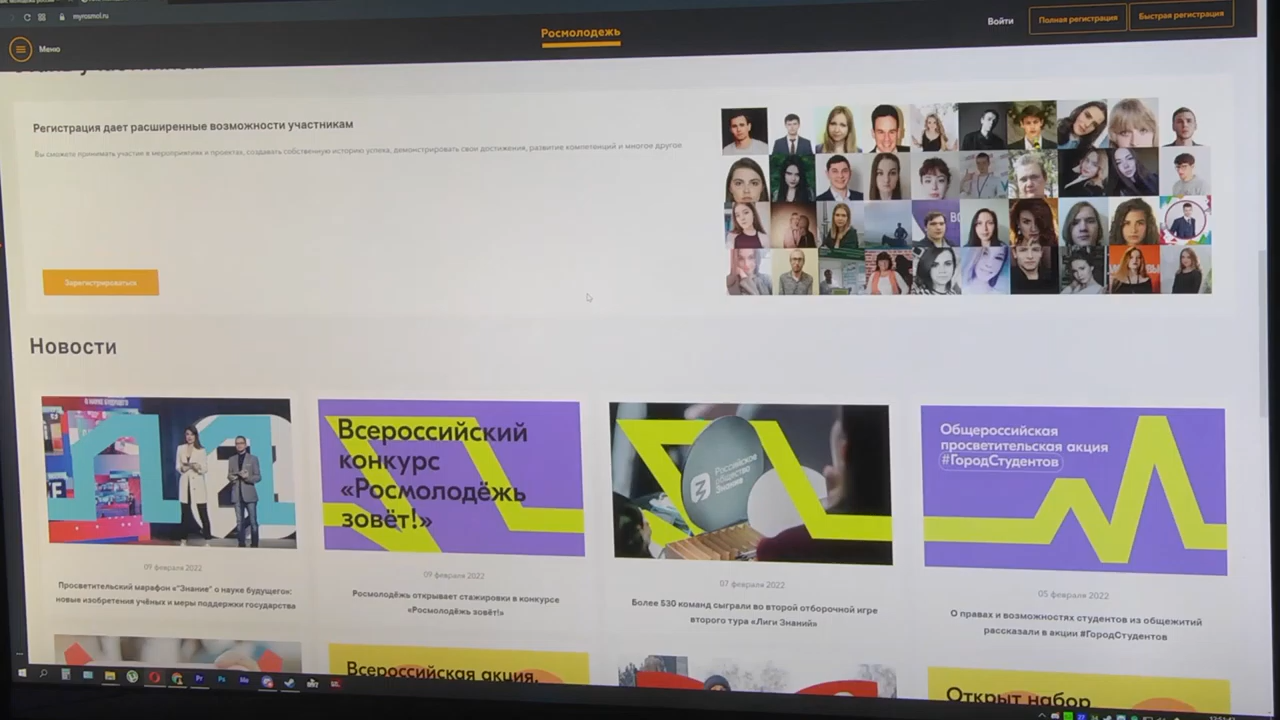 myrosmol.ru
Меню
Росмолодежь
Войти
Полная регистрация
Быстрая регистрация
Регистрация дает расширенные возможности участникам
Вы сможете принимать участие в мероприятиях и проектах, создавать собственную историю успеха, демонстрировать свои достижения, развитие компетенций и многое другое
Зарегистрироваться
Новости
Всероссийский
конкурс
«Росмолодёжь
зовёт!»
Российское
общество
Знание
Общероссийская
просветительская акция
#ГородСтудентов
09 февраля 2022
Просветительский марафон «"Знание" о науке будущего»:
новые изобретения учёных и меры поддержки государства
09 февраля 2022
Росмолодёжь открывает стажировки в конкурсе
«Росмолодёжь зовёт!»
07 февраля 2022
Более 530 команд сыграли во второй отборочной игре
второго тура «Лиги Знаний»
05 февраля 2022
О правах и возможностях студентов из общежитий
рассказали в акции #ГородСтудентов
Всероссийская акция,
Открыт набор
Pr
Ps
Me